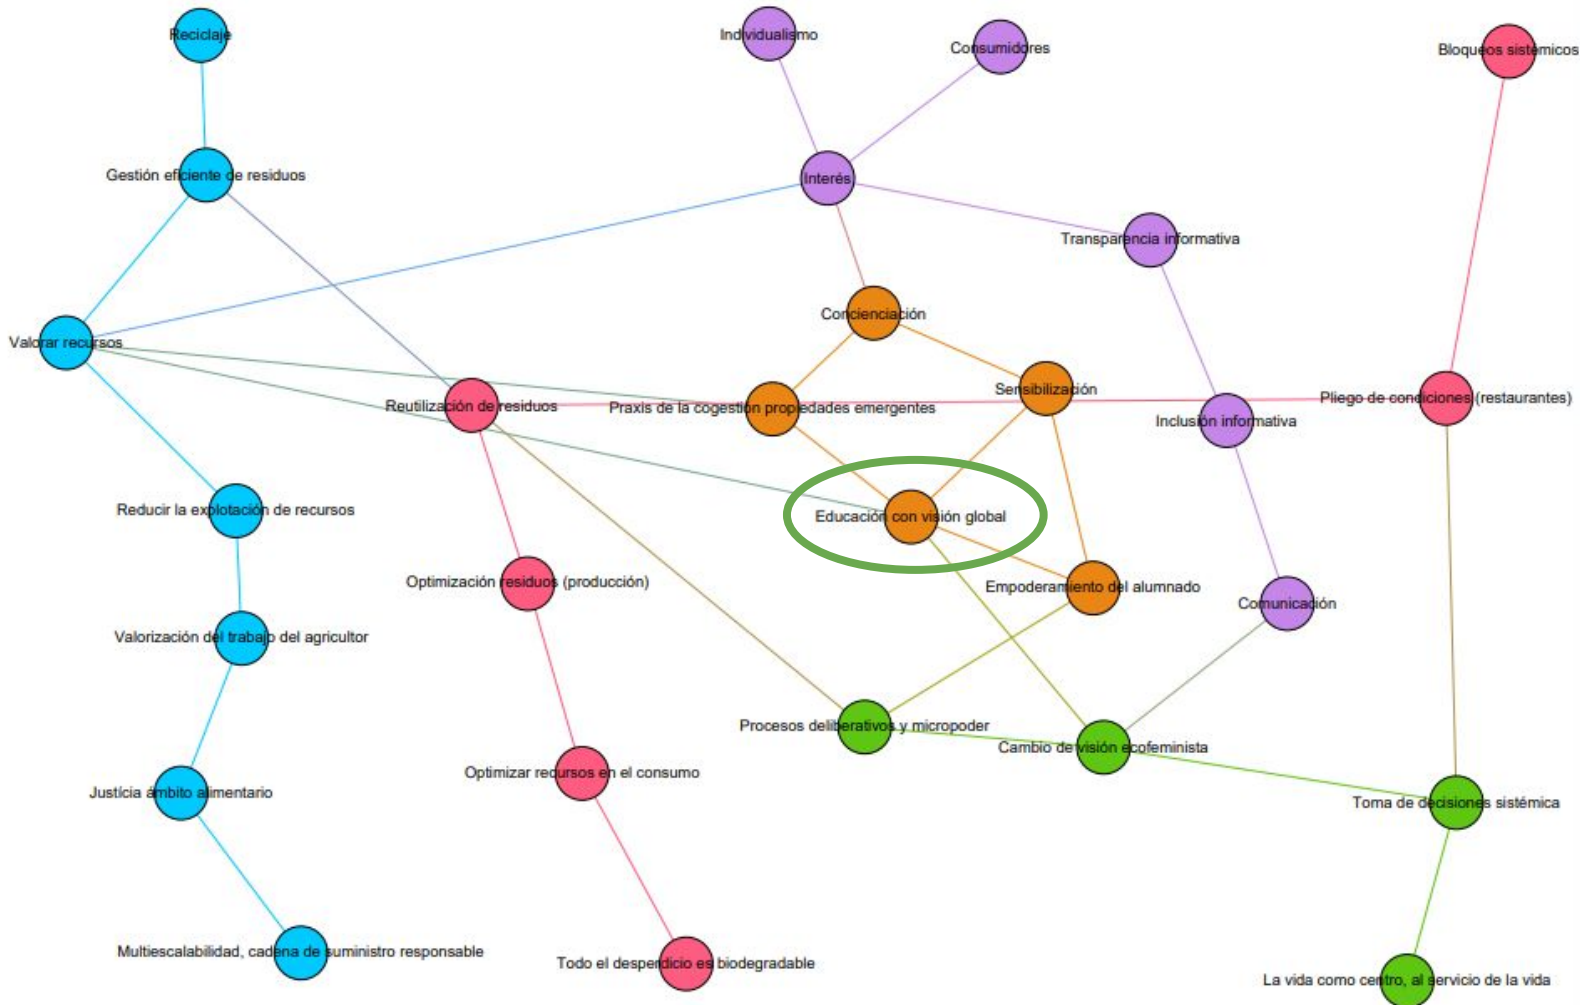 Reciclaje
Individualismo
Consumidores
Bloqueos sistémicos
Gestión eficiente de residuos
Interés
Transparencia informativa
Concienciación
Valorar recursos
Sensibilización
Reutilización de residuos
Praxis de la cogestión propiedades emergentes
Pliego de condiciones (restaurantes)
Inclusión informativa
Reducir la explotación de recursos
Educación con visión global
Optimización residuos (producción)
Empoderamiento del alumnado
Comunicación
Valorización del trabajo del agricultor
Procesos deliberativos y micropoder
Cambio de visión ecofeminista
Optimizar recursos en el consumo
Justícia ámbito alimentario
Toma de decisiones sistémica
Multiescalabilidad, cadena de suministro responsable
Todo el desperdicio es biodegradable
La vida como centro, al servicio de la vida